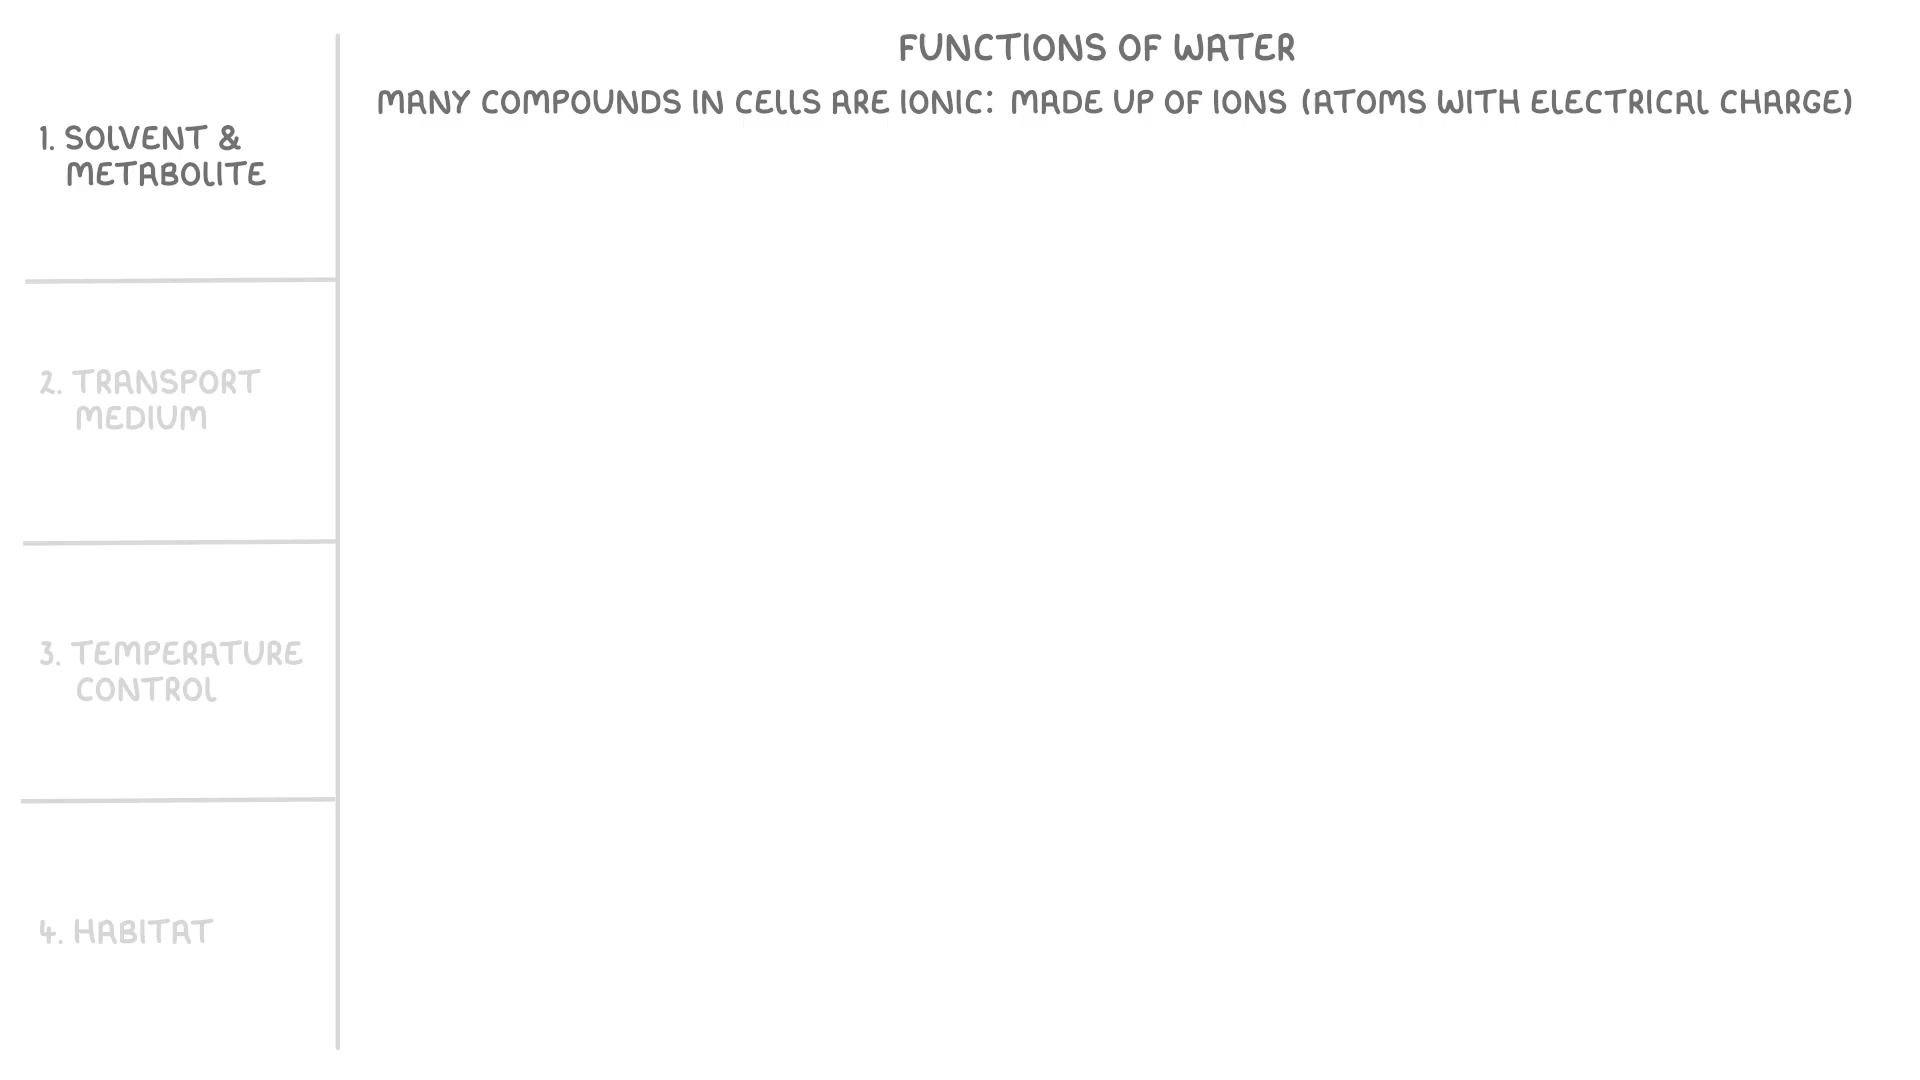 FUNCTIONS OF WATER
MANY COMPOUNDS IN CELLS ARE IONIC: MADE UP OF IONS (ATOMS WITH ELECTRICAL CHARGE)
1. SOLVENT &
METABOLITE
2. TRANSPORT
MEDIUM
3. TEMPERATURE
CONTROL
4. HABITAT